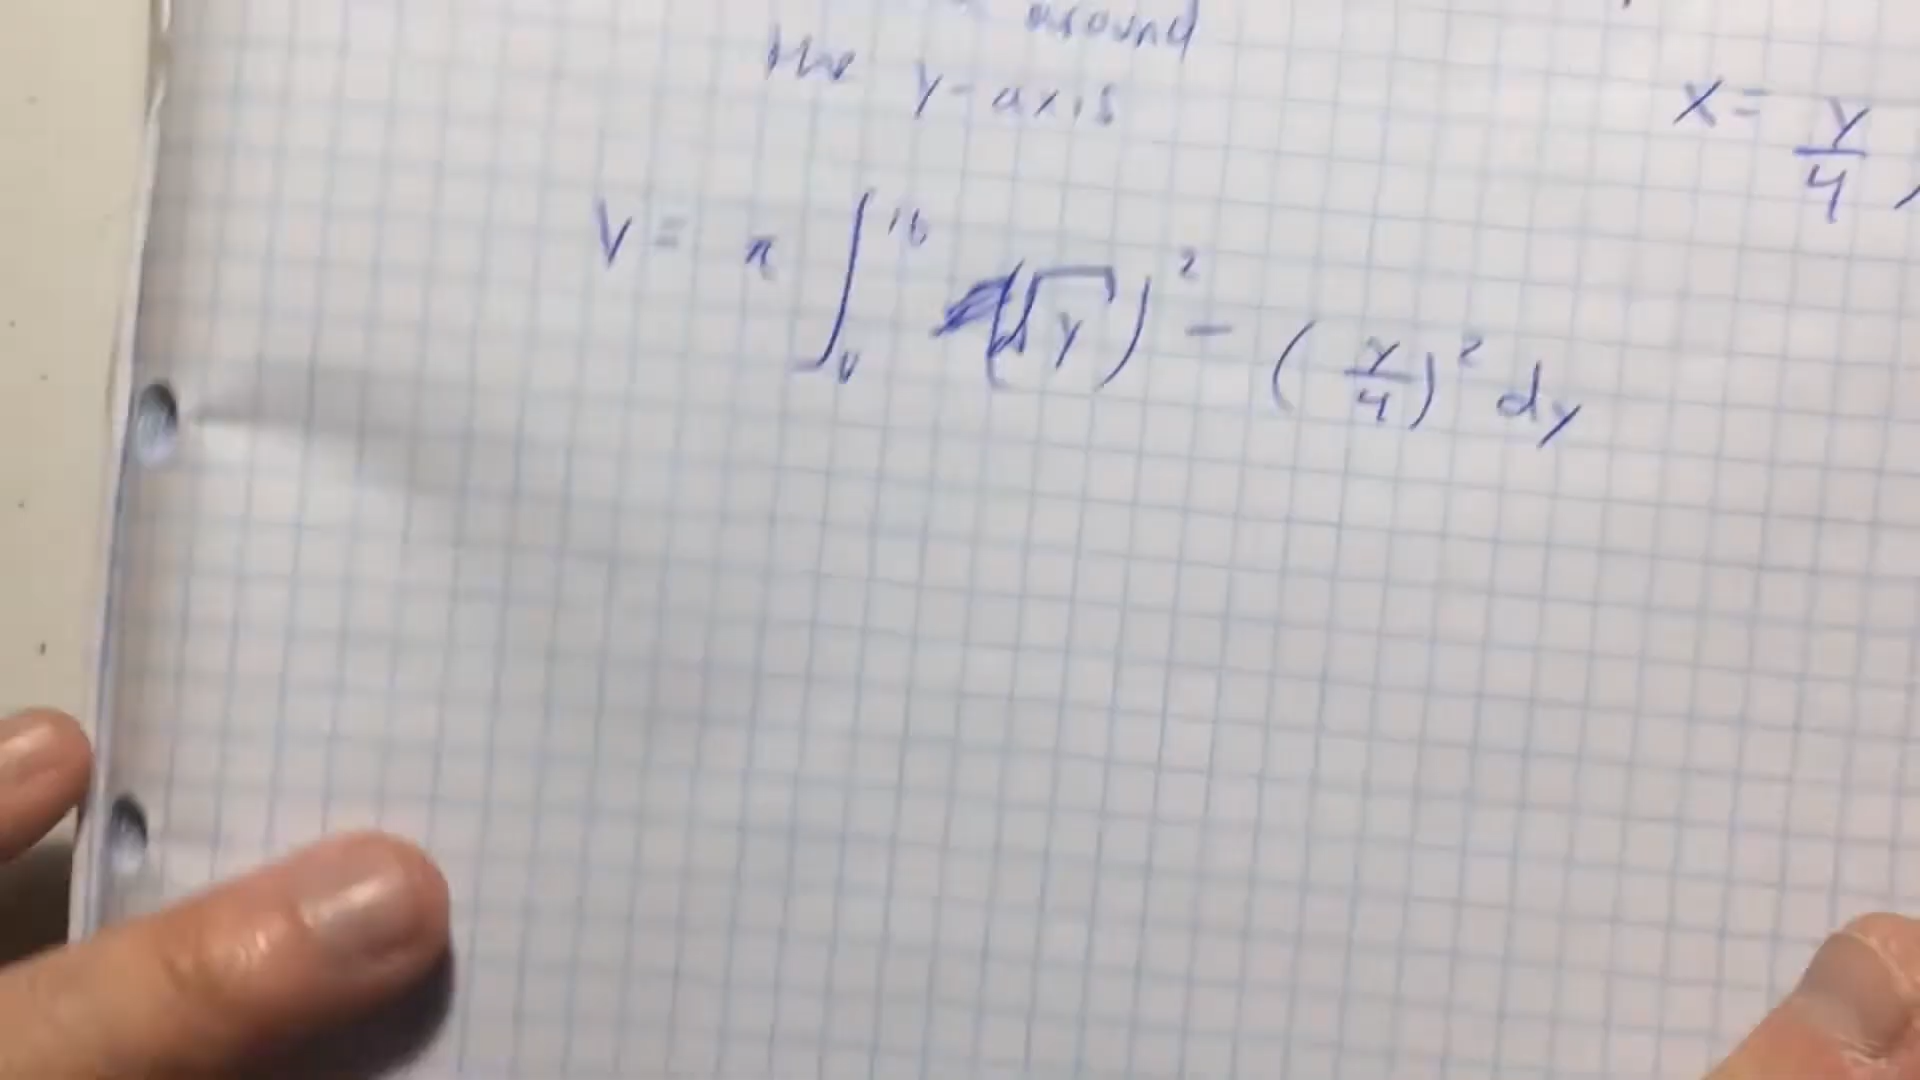 around
the y-axis
x = y/4
V = π ∫₀¹⁶ (√y)² - (y/4)² dy